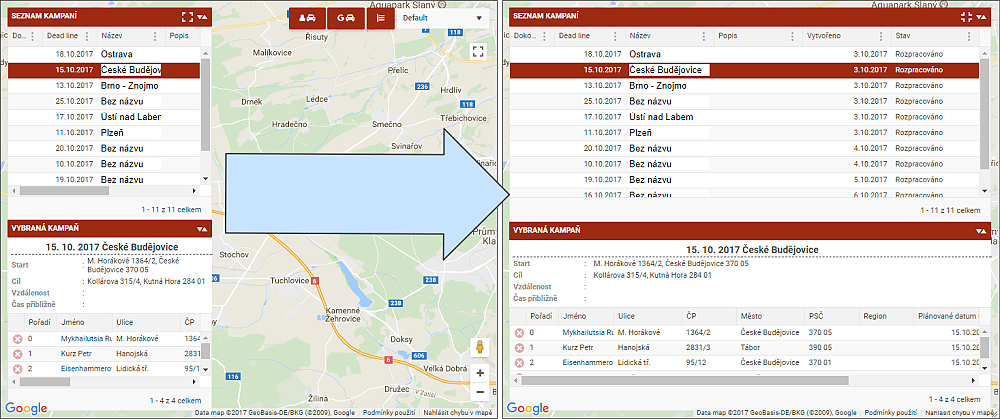 SEZNAM KAMPANÍ
Do...
Dead line
Název
Popis
18.10.2017 Ostrava
15.10.2017 České Budějov
13.10.2017 Brno - Znojmo
25.10.2017 Bez názvu
17.10.2017 Ústí nad Labem
11.10.2017 Plzeň
20.10.2017 Bez názvu
10.10.2017 Bez názvu
19.10.2017 Bez názvu
1 - 11 z 11 celkem
VYBRANÁ KAMPAŇ
15. 10. 2017 České Budějovice
Start : M. Horákové 1364/2, České
Budějovice 370 05
Cíl : Kollárova 315/4, Kutná Hora 284 01
Vzdálenost :
Čas přibližně :
Pořadí Jméno Ulice ČP
0 Mykhailutsia Ru M. Horákové 1364
1 Kurz Petr Hanojská 2831
2 Eisenhammero Lidická tř. 95/1
1 - 4 z 4 celkem
Google
Aquapark Slaný
Default
Řisuty
Malíkovice
Přelíc
236
Hrdlív
118
Drnek
Ledce
Třebichovice
Hradečno
Smečno
Svinařov
Stochov
Průmy
Kla
Tuchlovice
6
236
238
238
Kamenné
Žehrovice
Doksy
Velká Dobrá
6
116
Družec
Žilina
V Zátiší
Map data ©2017 GeoBasis-DE/BKG (©2009), Google Podmínky použití Nahlásit chybu v mapě
SEZNAM KAMPANÍ
Doko...
Dead line
Název
Popis
Vytvořeno
Stav
18.10.2017 Ostrava 3.10.2017 Rozpracováno
15.10.2017 České Budějovice 3.10.2017 Rozpracováno
13.10.2017 Brno - Znojmo 3.10.2017 Rozpracováno
25.10.2017 Bez názvu 3.10.2017 Rozpracováno
17.10.2017 Ústí nad Labem 3.10.2017 Rozpracováno
11.10.2017 Plzeň 3.10.2017 Rozpracováno
20.10.2017 Bez názvu 4.10.2017 Rozpracováno
10.10.2017 Bez názvu 4.10.2017 Rozpracováno
19.10.2017 Bez názvu 5.10.2017 Rozpracováno
16.10.2017 Bez názvu 6.10.2017 Rozpracováno
1 - 11 z 11 celkem
VYBRANÁ KAMPAŇ
15. 10. 2017 České Budějovice
Start : M. Horákové 1364/2, České Budějovice 370 05
Cíl : Kollárova 315/4, Kutná Hora 284 01
Vzdálenost :
Čas přibližně :
Pořadí Jméno Ulice ČP Město PSČ Region Plánované datum
0 Mykhailutsia Ru M. Horákové 1364/2 České Budějovice 370 05 15.10.20
1 Kurz Petr Hanojská 2831/3 Tábor 390 05 15.10.20
2 Eisenhammerov Lidická tř. 95/12 České Budějovice 370 01 15.10.20
1 - 4 z 4 celkem
Google
Data map ©2017 GeoBasis-DE/BKG (©2009), Google Podmínky použití Nahlásit chybu v mapě